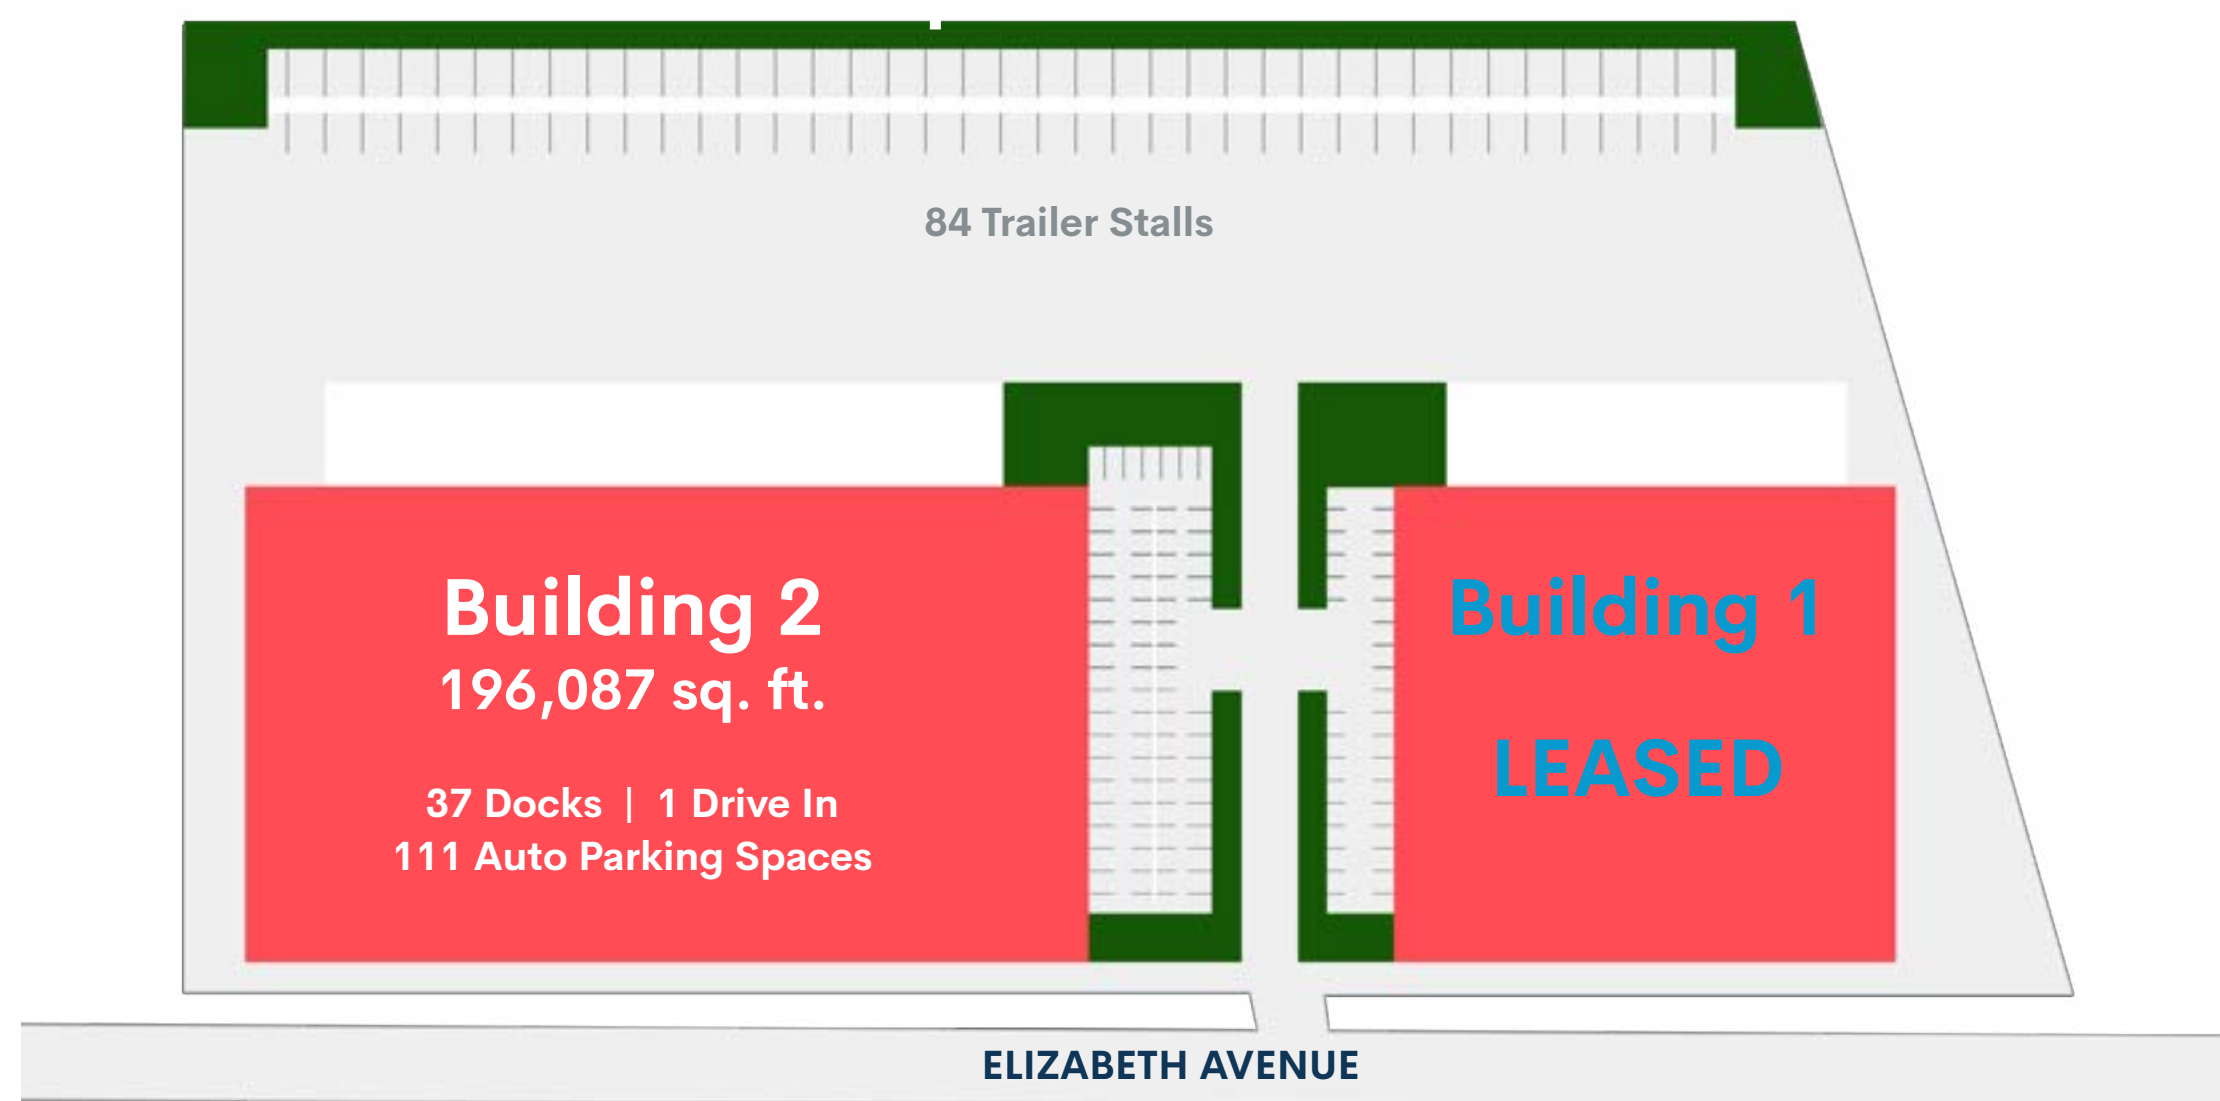 84 Trailer Stalls
Building 2
196,087 sq. ft.
37 Docks | 1 Drive In
111 Auto Parking Spaces
Building 1
LEASED
ELIZABETH AVENUE